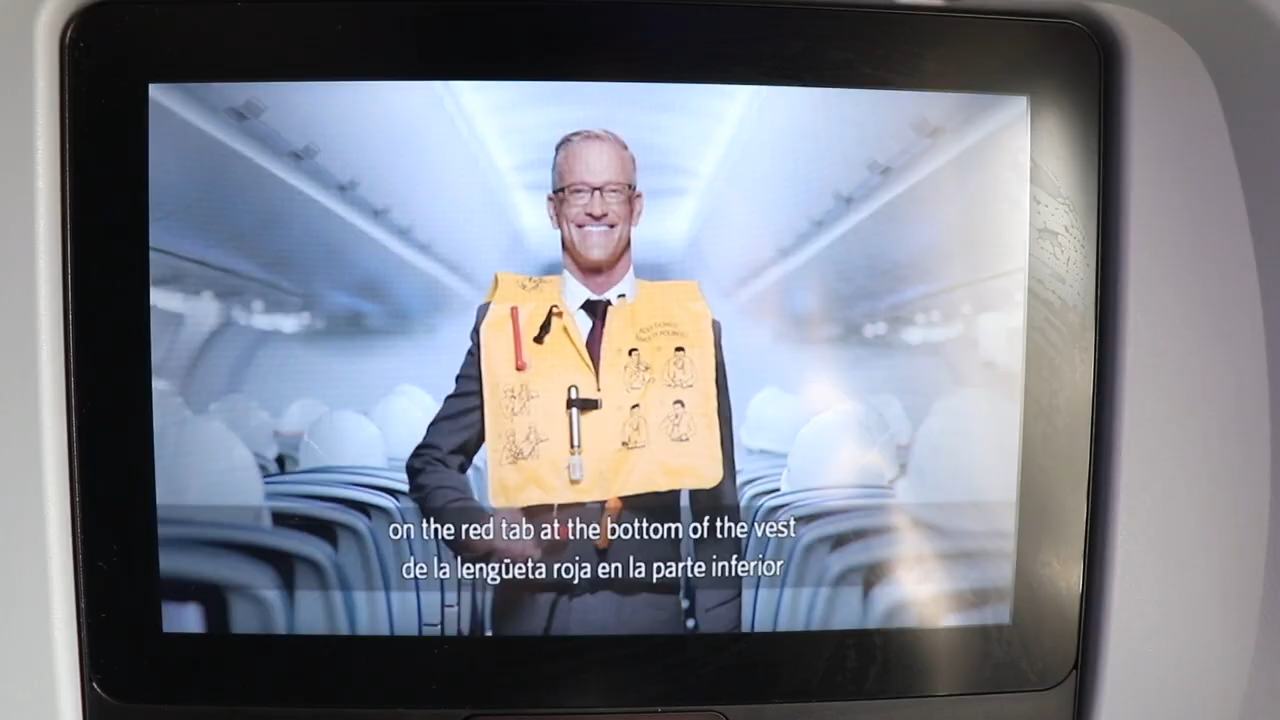 on the red tab at the bottom of the vest
de la lengüeta roja en la parte inferior